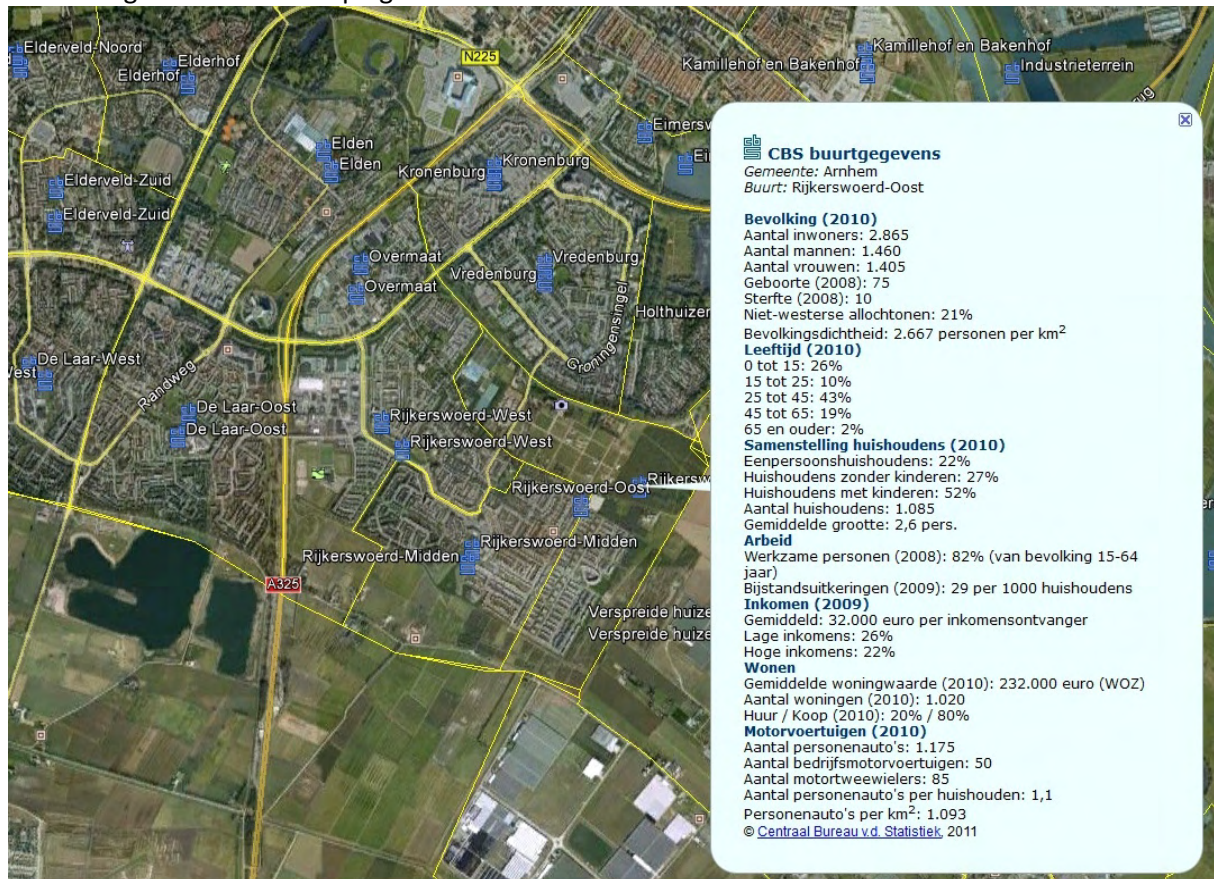 Elderveld-Noord
Elderhof
Elderhof
N225
Kamillehof en Bakenhof
Kamillehof en Bakenhof
Industrieterrein
Elden
Elden
Kronenburg
Kronenburg
Elderveld-Zuid
Elderveld-Zuid
Overmaat
Overmaat
Vredenburg
Vredenburg
Groningensingel
De Laar-West
Randweg
De Laar-Oost
De Laar-Oost
Rijkerswoerd-West
Rijkerswoerd-West
Rijkerswoerd-Oost
Rijkerswoerd-Midden
Rijkerswoerd-Midden
A325
Verspreide huize
Verspreide huize
CBS buurtgegevens
Gemeente: Arnhem
Buurt: Rijkerswoerd-Oost
Bevolking (2010)
Aantal inwoners: 2.865
Aantal mannen: 1.460
Aantal vrouwen: 1.405
Geboorte (2008): 75
Sterfte (2008): 10
Niet-westerse allochtonen: 21%
Bevolkingsdichtheid: 2.667 personen per km²
Leeftijd (2010)
0 tot 15: 26%
15 tot 25: 10%
25 tot 45: 43%
45 tot 65: 19%
65 en ouder: 2%
Samenstelling huishoudens (2010)
Eenpersoonshuishoudens: 22%
Huishoudens zonder kinderen: 27%
Huishoudens met kinderen: 52%
Aantal huishoudens: 1.085
Gemiddelde grootte: 2,6 pers.
Arbeid
Werkzame personen (2008): 82% (van bevolking 15-64
jaar)
Bijstandsuitkeringen (2009): 29 per 1000 huishoudens
Inkomen (2009)
Gemiddeld: 32.000 euro per inkomensontvanger
Lage inkomens: 26%
Hoge inkomens: 22%
Wonen
Gemiddelde woningwaarde (2010): 232.000 euro (WOZ)
Aantal woningen (2010): 1.020
Huur / Koop (2010): 20% / 80%
Motorvoertuigen (2010)
Aantal personenauto's: 1.175
Aantal bedrijfsmotorvoertuigen: 50
Aantal motortweewielers: 85
Aantal personenauto's per huishouden: 1,1
Personenauto's per km²: 1.093
© Centraal Bureau v.d. Statistiek, 2011